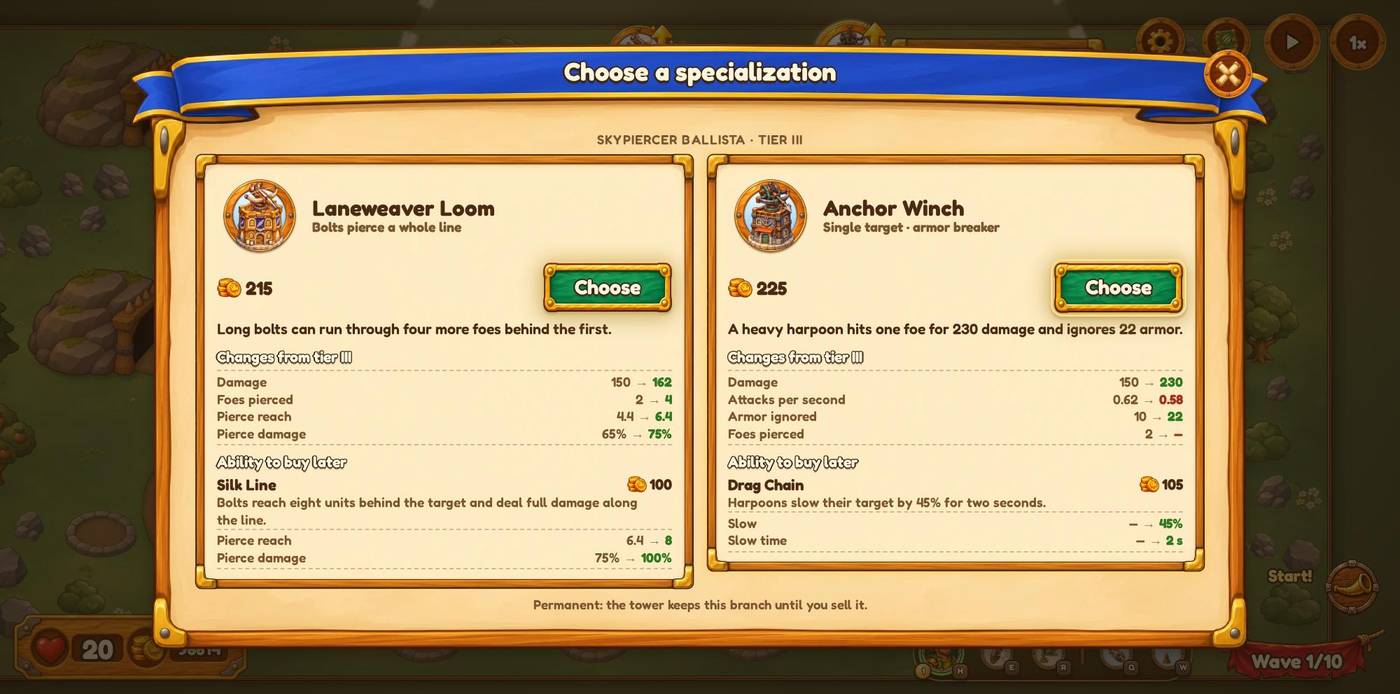 Choose a specialization
1x
SKYPIERCER BALLISTA · TIER III
Laneweaver Loom
Bolts pierce a whole line
215
Choose
Long bolts can run through four more foes behind the first.
Changes from tier III
Damage 150 → 162
Foes pierced 2 → 4
Pierce reach 4.4 → 6.4
Pierce damage 65% → 75%
Ability to buy later
Silk Line 100
Bolts reach eight units behind the target and deal full damage along
the line.
Pierce reach 6.4 → 8
Pierce damage 75% → 100%
Anchor Winch
Single target · armor breaker
225
Choose
A heavy harpoon hits one foe for 230 damage and ignores 22 armor.
Changes from tier III
Damage 150 → 230
Attacks per second 0.62 → 0.58
Armor ignored 10 → 22
Foes pierced 2 → –
Ability to buy later
Drag Chain 105
Harpoons slow their target by 45% for two seconds.
Slow – → 45%
Slow time – → 2 s
Permanent: the tower keeps this branch until you sell it.
Start!
20
H
E
R
Q
W
Wave 1/10